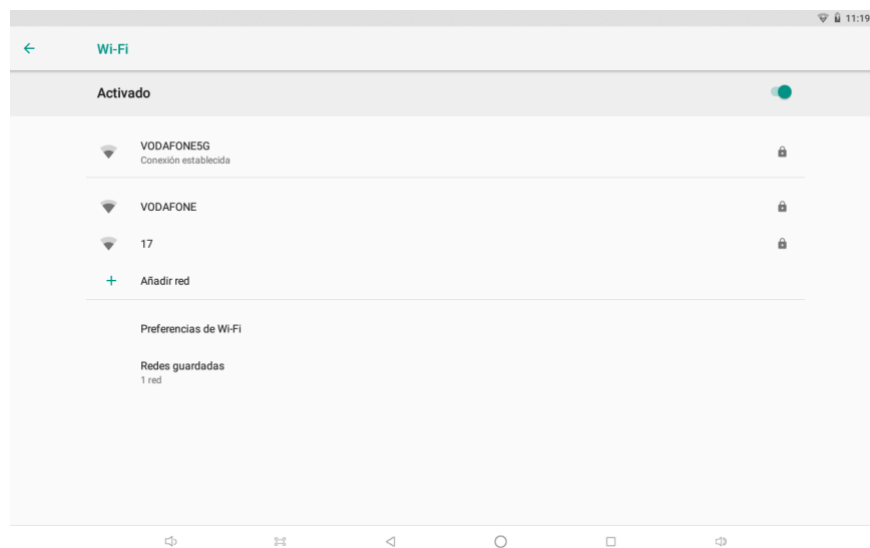 11:19
Wi-Fi
Activado
VODAFONE5G
Conexión establecida
VODAFONE
17
Añadir red
Preferencias de Wi-Fi
Redes guardadas
1 red